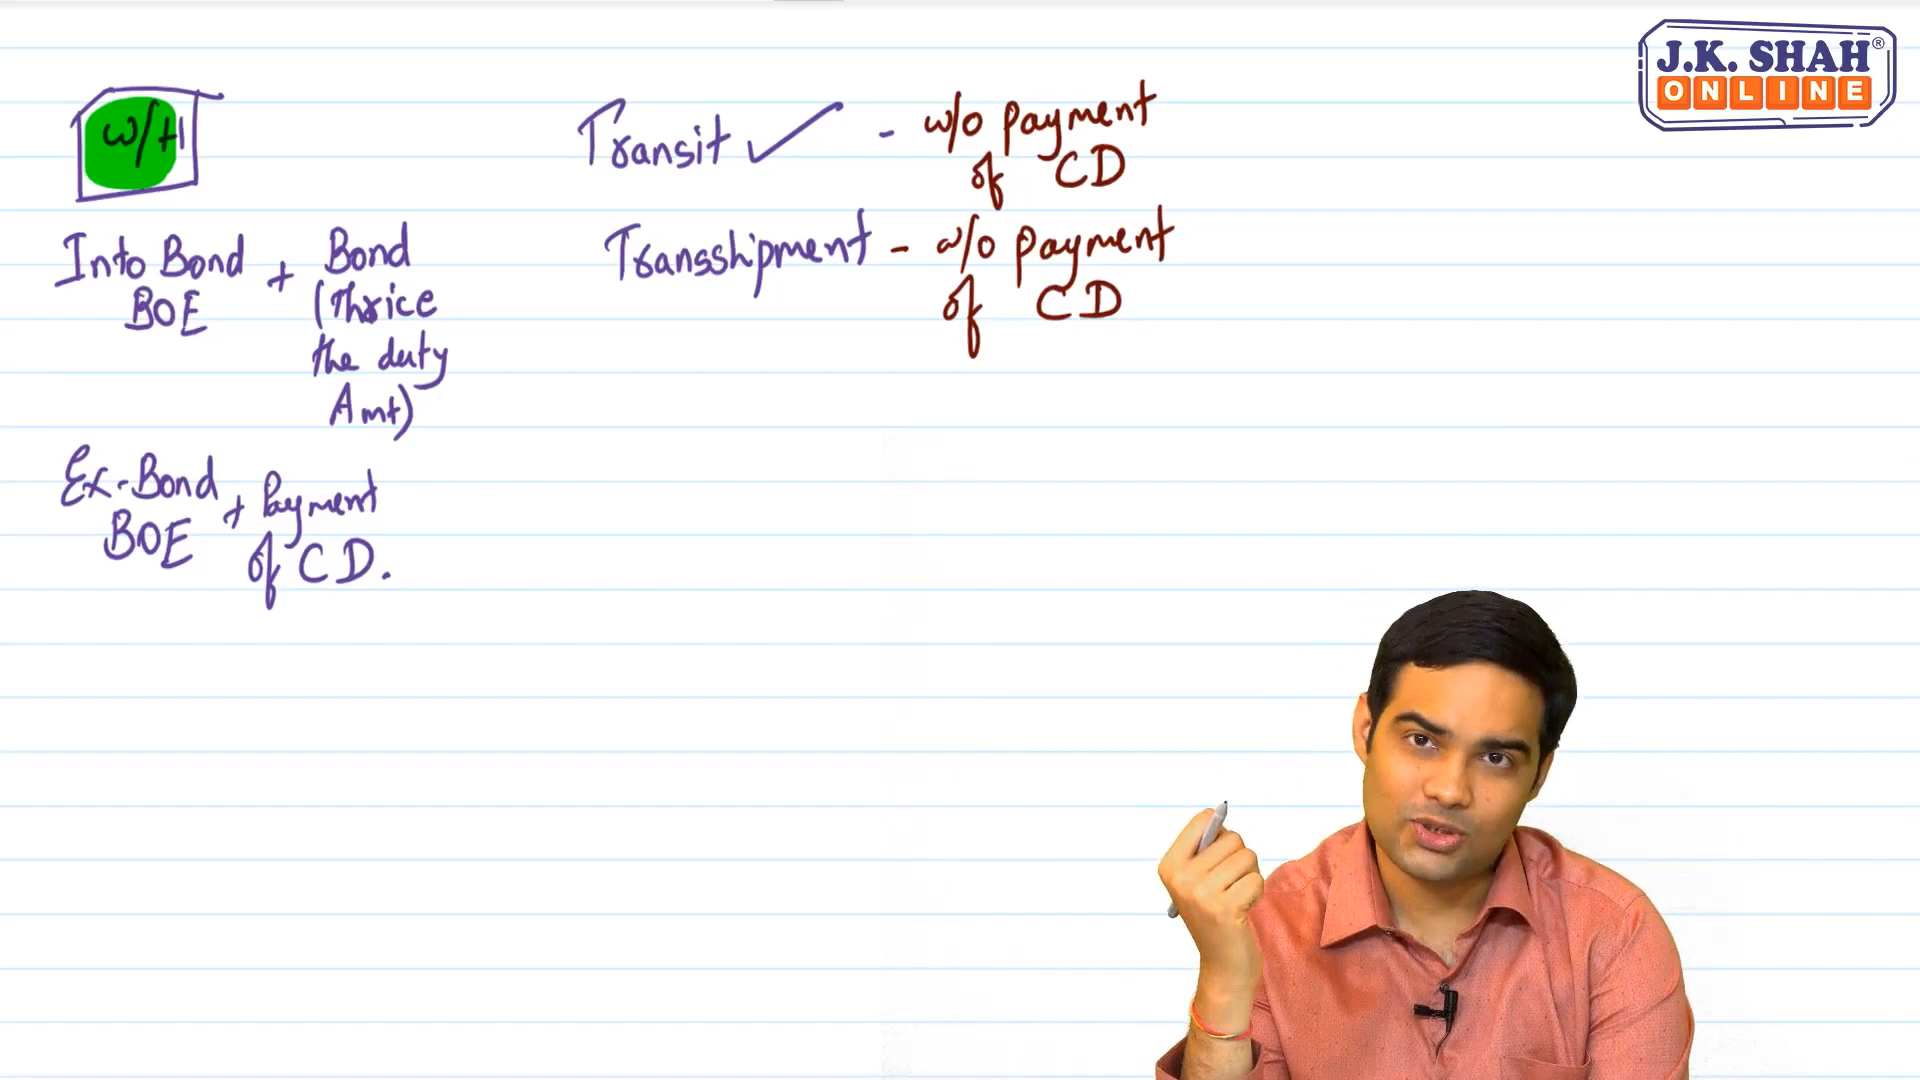 J.K. SHAH®
ONLINE
W/H
Into Bond + Bond
BOE (Thrice
the duty
Amt)
Ex-Bond + Payment
BOE of CD.
Transit ✓ - w/o payment
of CD
Transshipment - w/o payment
of CD